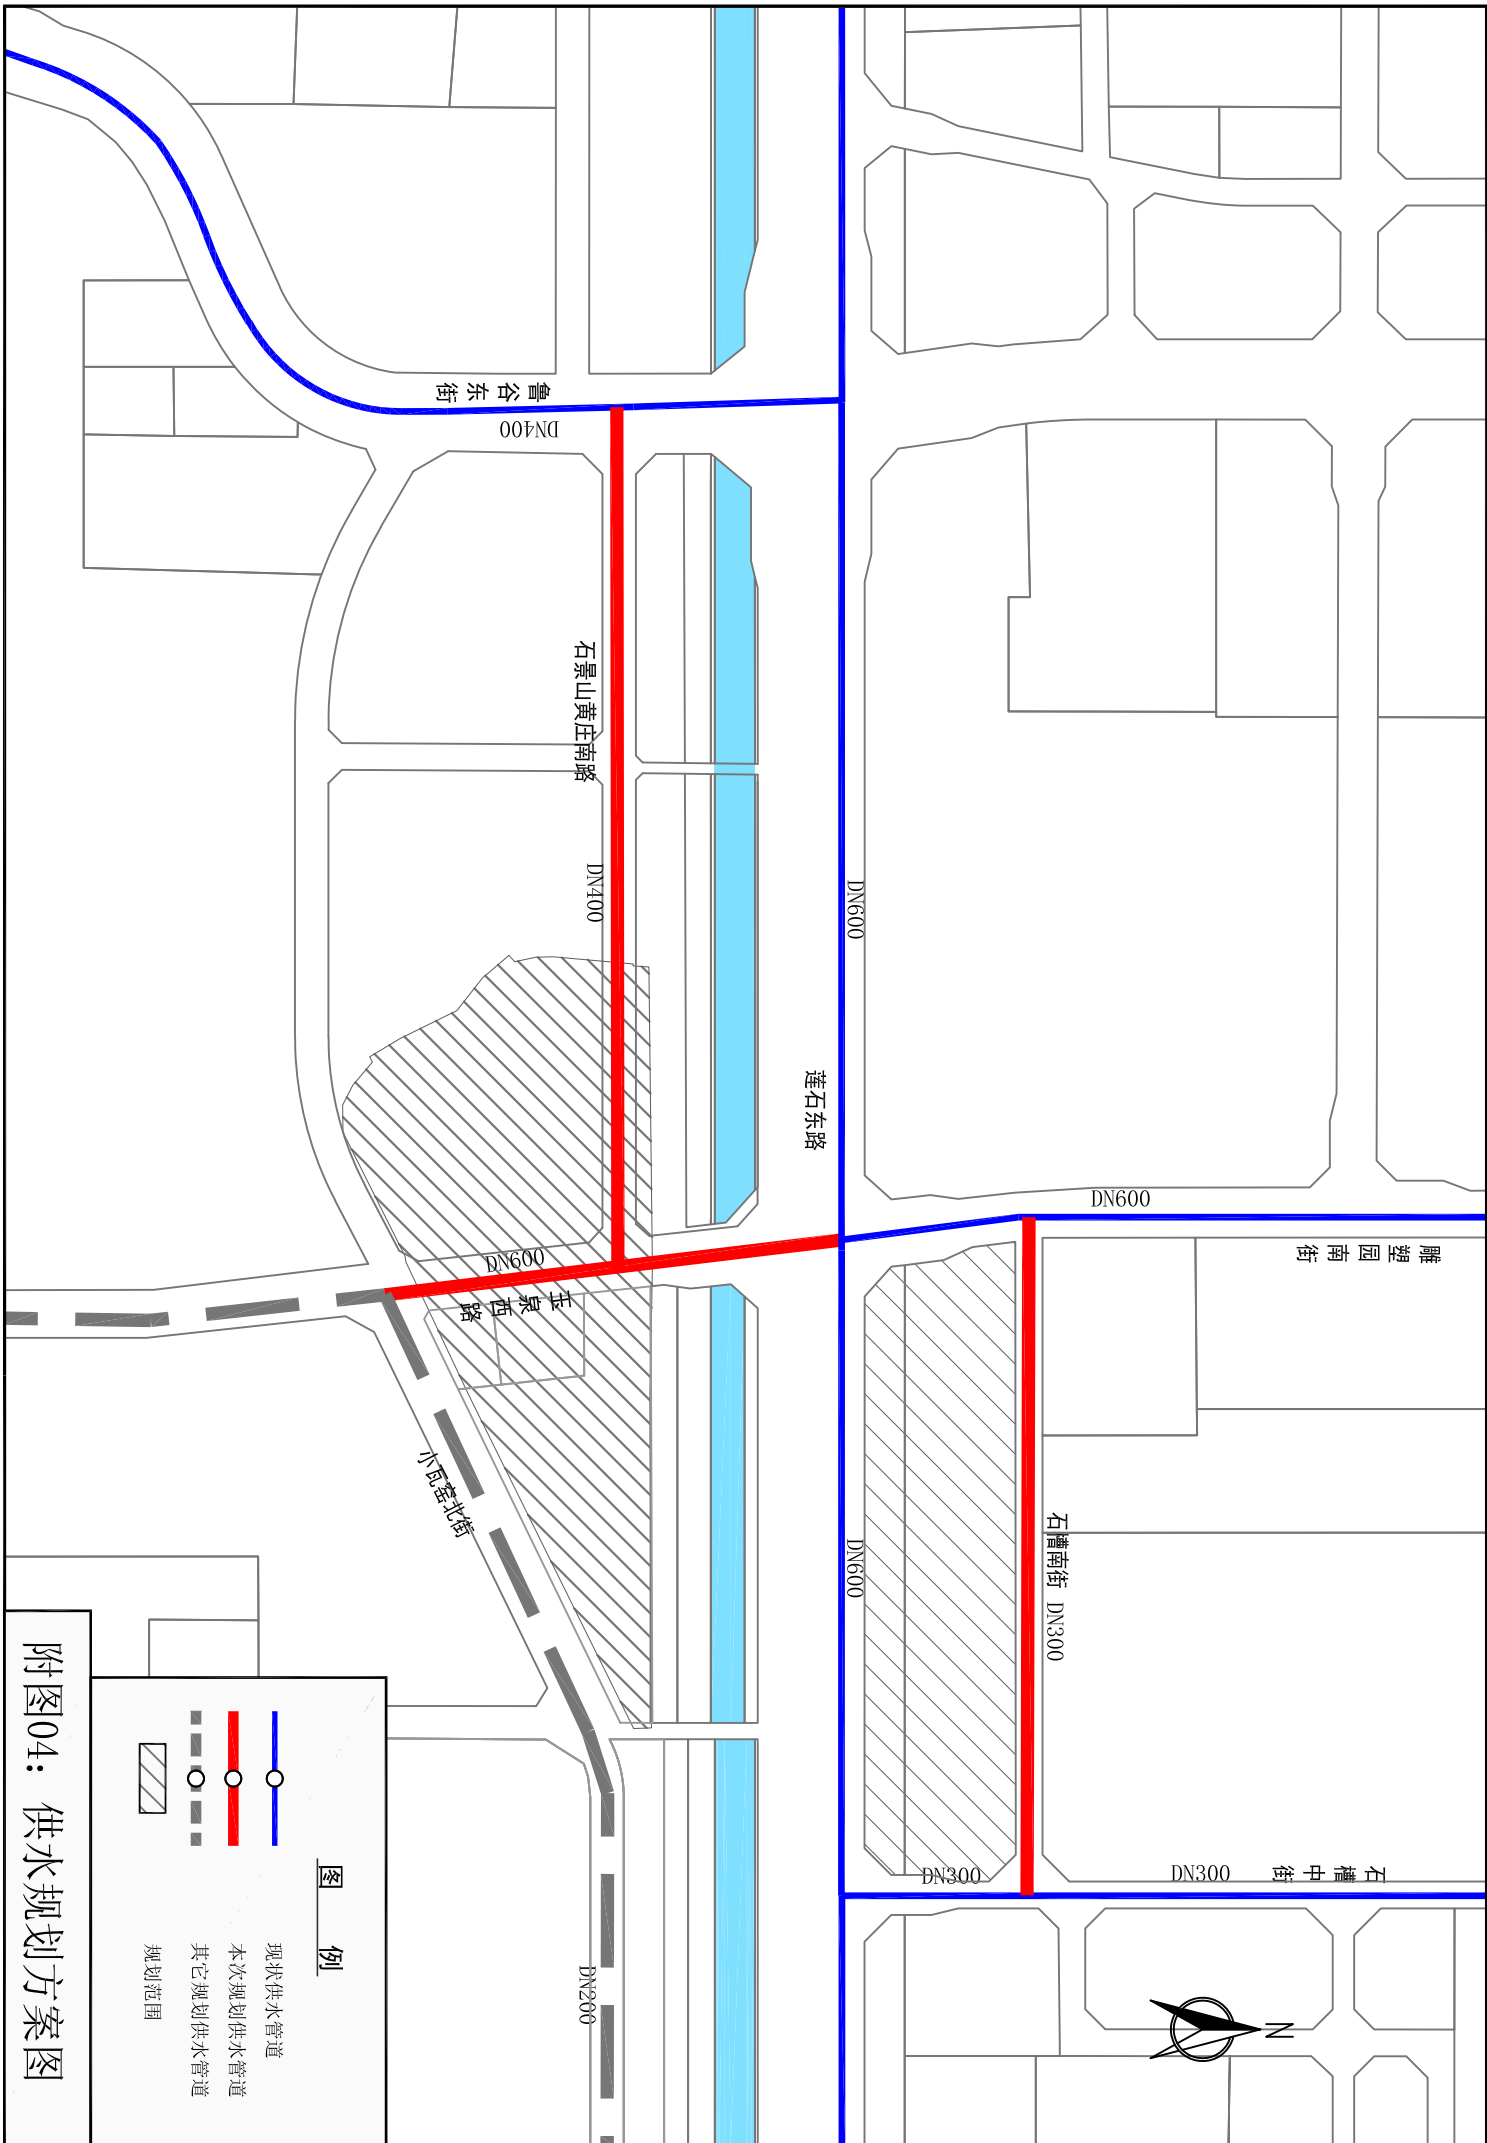 雕塑园南街
DN600
石槽中街
DN300
石槽南街 DN300
DN300
莲石东路
DN600
DN600
鲁谷东街
DN400
石景山黄庄南路
DN400
玉泉西路
DN600
小瓦窑北街
DN200
图 例
现状供水管道
本次规划供水管道
其它规划供水管道
规划范围
附图04：供水规划方案图
N